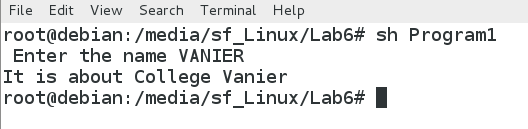 File Edit View Search Terminal Help
root@debian:/media/sf_Linux/Lab6# sh Program1
 Enter the name VANIER
It is about College Vanier
root@debian:/media/sf_Linux/Lab6#